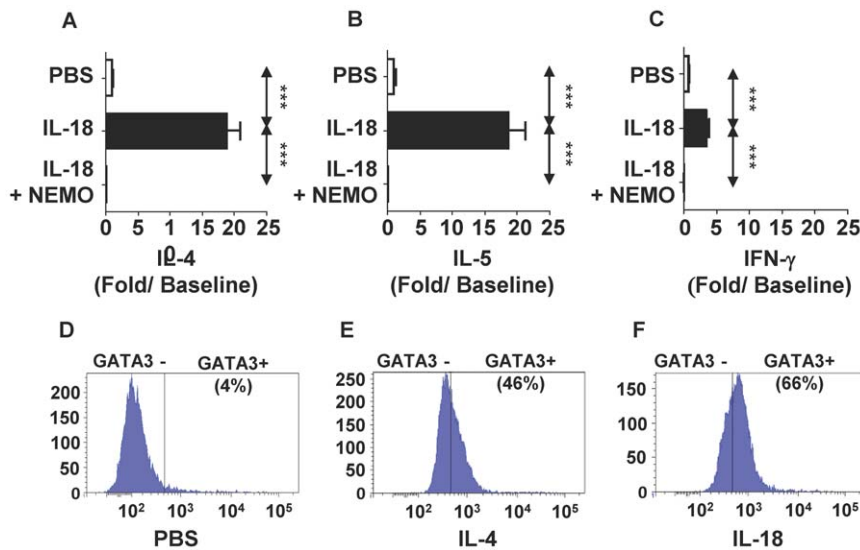 A
PBS
IL-18
IL-18
+ NEMO
***
***
0 5 1 15 20 25
0
Iᒐ-4
(Fold/ Baseline)
B
PBS
IL-18
IL-18
+ NEMO
***
***
0 5 10 15 20 25
IL-5
(Fold/ Baseline)
C
PBS
IL-18
IL-18
+ NEMO
***
***
0 5 10 15 20 25
IFN-γ
(Fold/ Baseline)
D
GATA3 - GATA3+
(4%)
200
150
100
50
0
10² 10³ 10⁴ 10⁵
PBS
E
GATA3 - GATA3+
(46%)
250
200
150
100
50
0
10² 10³ 10⁴ 10⁵
IL-4
F
GATA3 - GATA3+
(66%)
150
100
50
0
10² 10³ 10⁴ 10⁵
IL-18